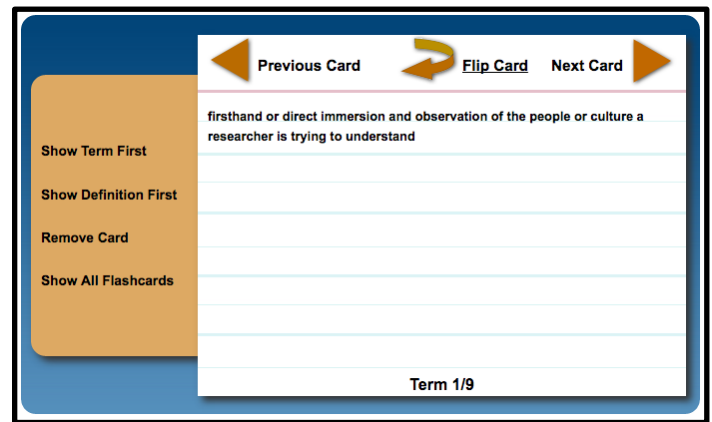 Previous Card
Flip Card
Next Card
firsthand or direct immersion and observation of the people or culture a
researcher is trying to understand
Show Term First
Show Definition First
Remove Card
Show All Flashcards
Term 1/9